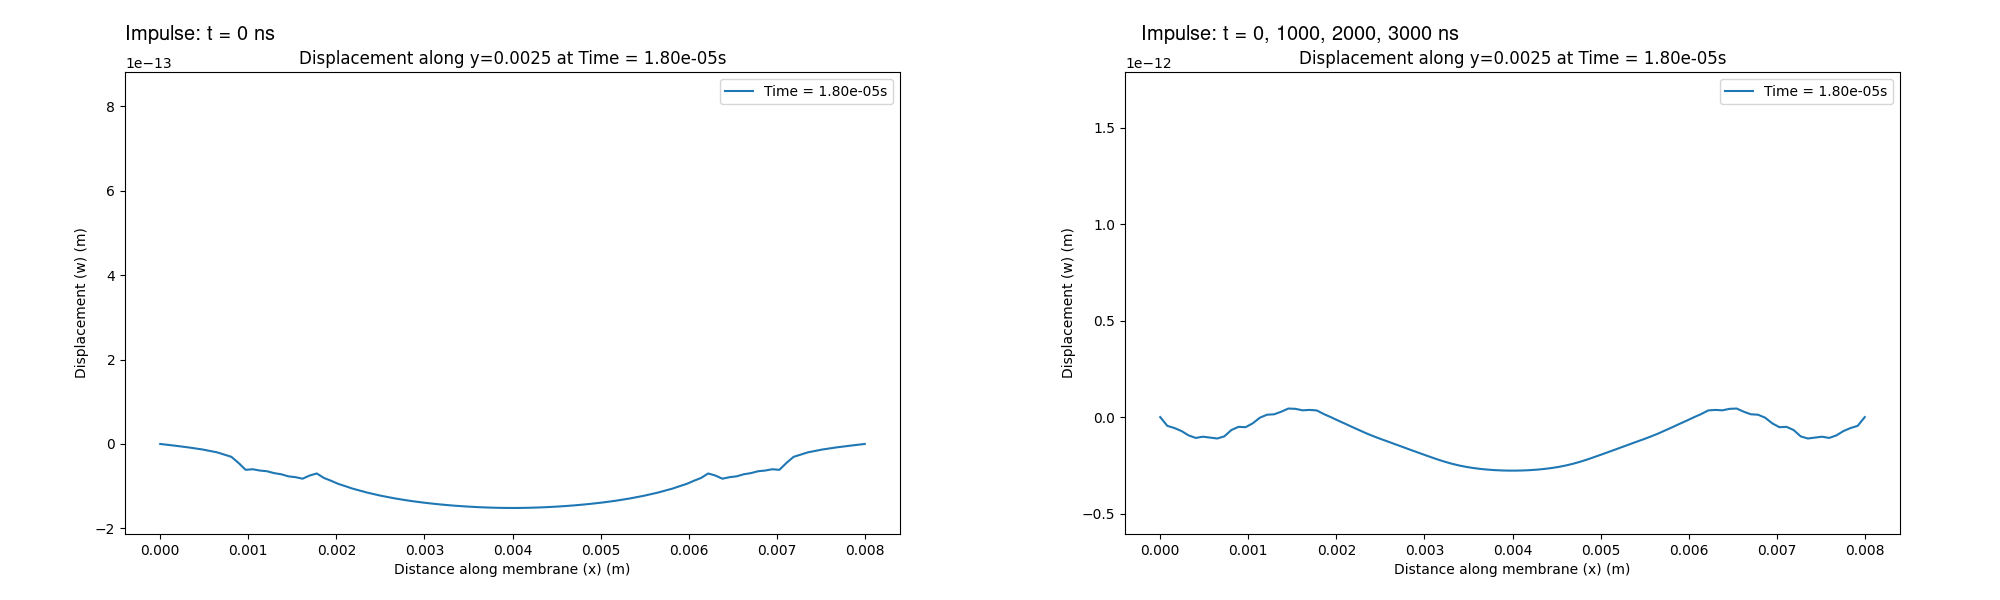 Impulse: t = 0 ns
Displacement along y=0.0025 at Time = 1.80e-05s
1e−13
Time = 1.80e-05s
8
6
4
2
0
−2
Displacement (w) (m)
0.000 0.001 0.002 0.003 0.004 0.005 0.006 0.007 0.008
Distance along membrane (x) (m)
Impulse: t = 0, 1000, 2000, 3000 ns
Displacement along y=0.0025 at Time = 1.80e-05s
1e−12
Time = 1.80e-05s
1.5
1.0
0.5
0.0
−0.5
Displacement (w) (m)
0.000 0.001 0.002 0.003 0.004 0.005 0.006 0.007 0.008
Distance along membrane (x) (m)